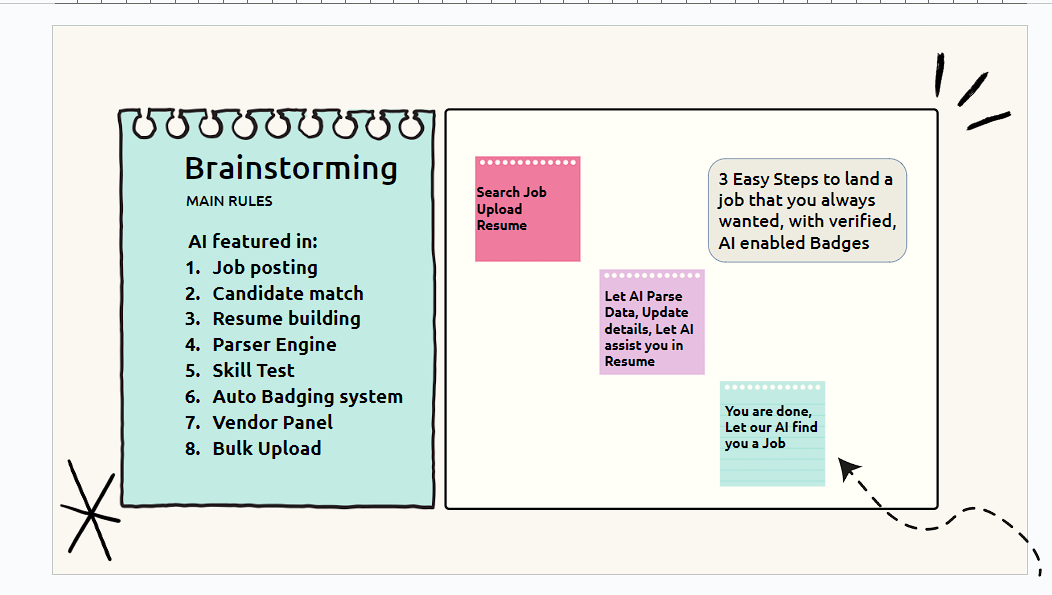 Brainstorming
MAIN RULES
AI featured in:
1. Job posting
2. Candidate match
3. Resume building
4. Parser Engine
5. Skill Test
6. Auto Badging system
7. Vendor Panel
8. Bulk Upload
Search Job
Upload
Resume
3 Easy Steps to land a
job that you always
wanted, with verified,
AI enabled Badges
Let AI Parse
Data, Update
details, Let AI
assist you in
Resume
You are done,
Let our AI find
you a Job